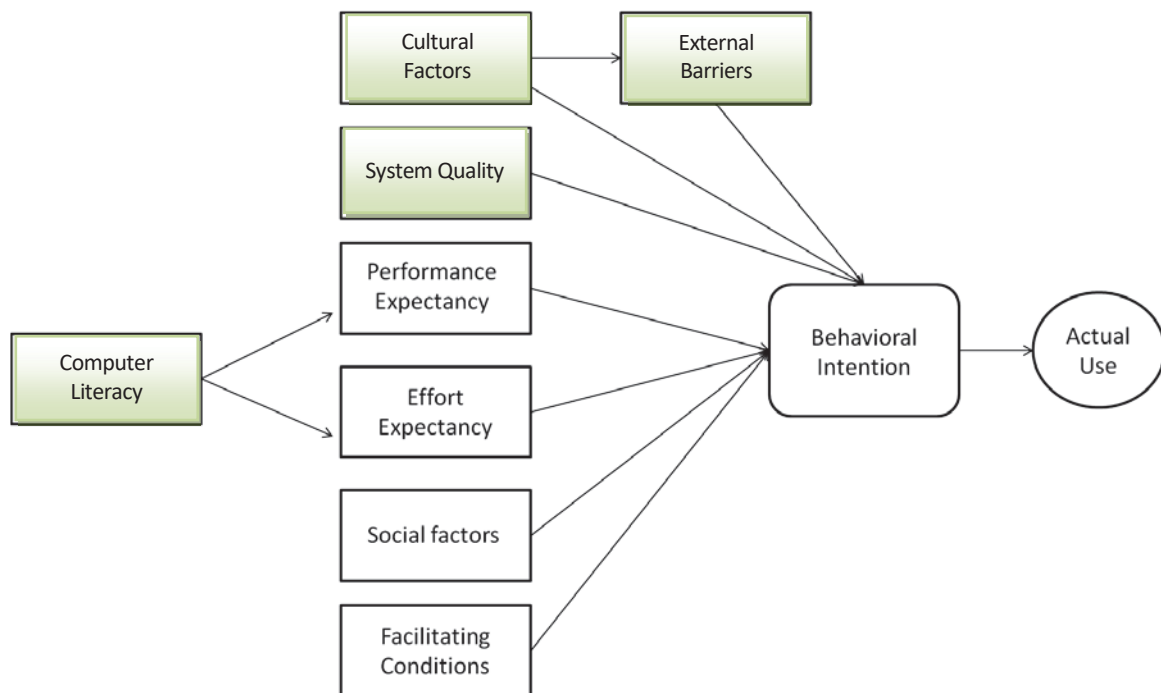 Cultural
Factors
External
Barriers
System Quality
Performance
Expectancy
Computer
Literacy
Effort
Expectancy
Behavioral
Intention
Actual
Use
Social factors
Facilitating
Conditions